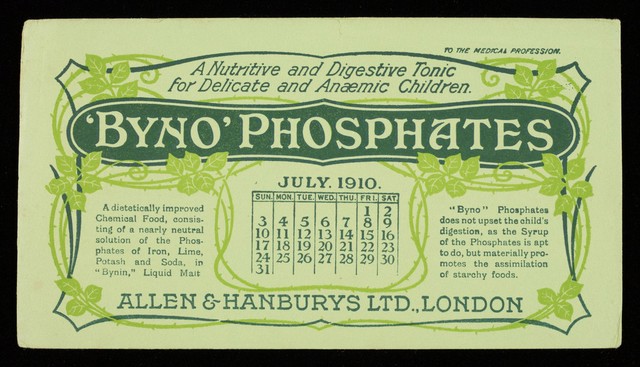 TO THE MEDICAL PROFESSION.
A Nutritive and Digestive Tonic
for Delicate and Anæmic Children.
'BYNO' PHOSPHATES
JULY. 1910.
SUN. MON. TUE. WED. THU. FRI. SAT.
1 2
3 4 5 6 7 8 9
10 11 12 13 14 15 16
17 18 19 20 21 22 23
24 25 26 27 28 29 30
31
A dietetically improved
Chemical Food, consis-
ting of a nearly neutral
solution of the Phos-
phates of Iron, Lime,
Potash and Soda, in
"Bynin," Liquid Malt
"Byno" Phosphates
does not upset the child's
digestion, as the Syrup
of the Phosphates is apt
to do, but materially pro-
motes the assimilation
of starchy foods.
ALLEN & HANBURYS LTD., LONDON